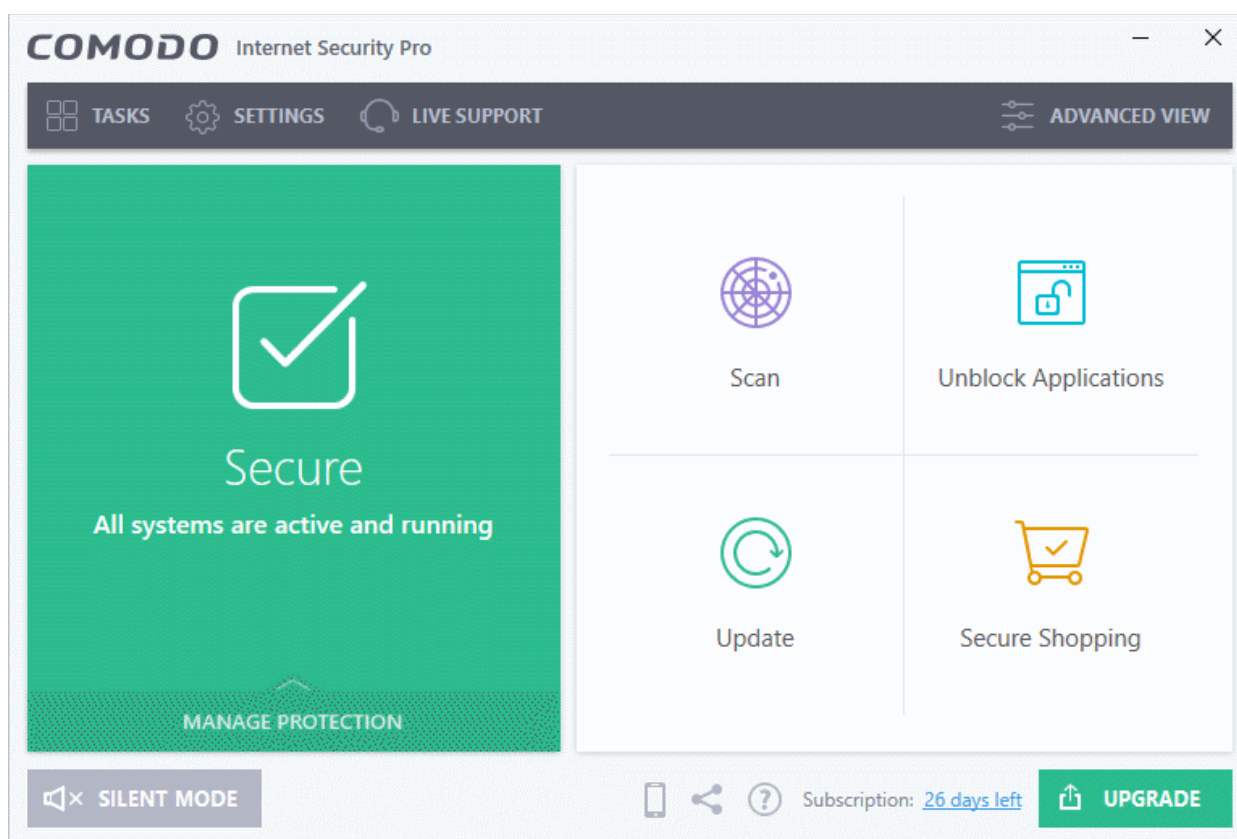 COMODO Internet Security Pro
TASKS SETTINGS LIVE SUPPORT ADVANCED VIEW
Secure
All systems are active and running
MANAGE PROTECTION
Scan
Unblock Applications
Update
Secure Shopping
SILENT MODE
? Subscription: 26 days left UPGRADE